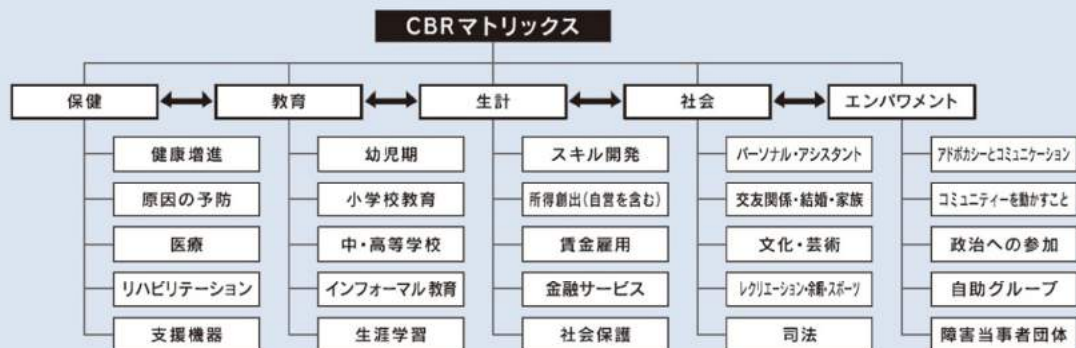 CBRマトリックス
保健
教育
生計
社会
エンパワメント
健康増進
原因の予防
医療
リハビリテーション
支援機器
幼児期
小学校教育
中・高等学校
インフォーマル教育
生涯学習
スキル開発
所得創出(自営を含む)
賃金雇用
金融サービス
社会保護
パーソナル・アシスタント
交友関係・結婚・家族
文化・芸術
レクリエーション・余暇・スポーツ
司法
アドボカシーとコミュニケーション
コミュニティーを動かすこと
政治への参加
自助グループ
障害当事者団体